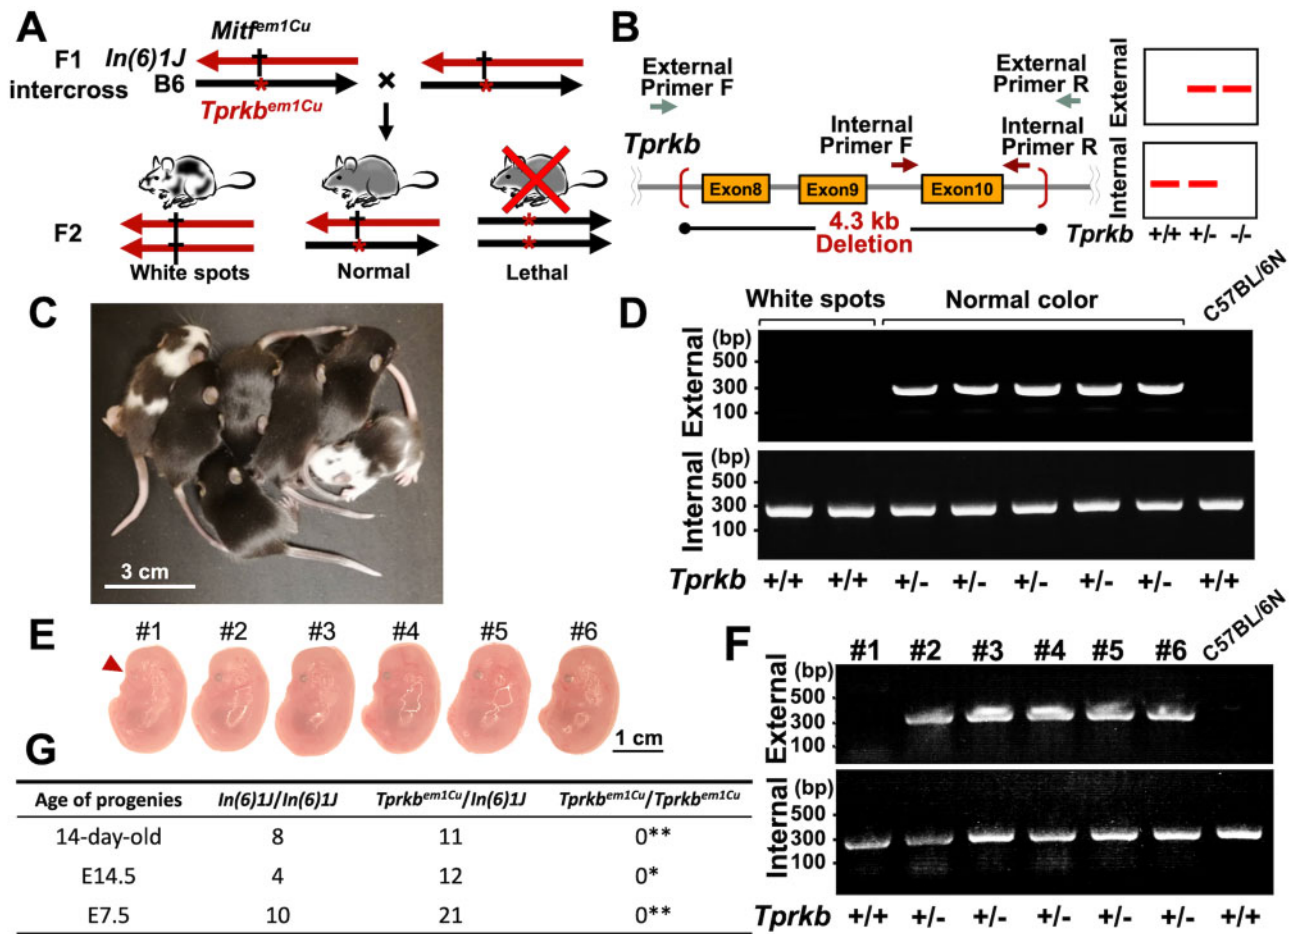 A
Mitf^em1Cu
F1
intercross
In(6)1J
B6
×
Tprkb^em1Cu
F2
White spots
Normal
Lethal
B
External
Primer F
External
Primer R
Internal
Primer F
Internal
Primer R
Tprkb
Exon8
Exon9
Exon10
4.3 kb
Deletion
External
Internal
Tprkb +/+ +/- -/-
C
3 cm
D
White spots
Normal color
C57BL/6N
External
(bp)
500
300
100
Internal
(bp)
500
300
100
Tprkb +/+ +/+ +/- +/- +/- +/- +/- +/+
E
#1 #2 #3 #4 #5 #6
1 cm
F
#1 #2 #3 #4 #5 #6 C57BL/6N
External
(bp)
500
300
100
Internal
(bp)
500
300
100
Tprkb +/+ +/- +/- +/- +/- +/- +/+
G
Age of progenies In(6)1J/In(6)1J Tprkb^em1Cu/In(6)1J Tprkb^em1Cu/Tprkb^em1Cu
14-day-old 8 11 0**
E14.5 4 12 0*
E7.5 10 21 0**